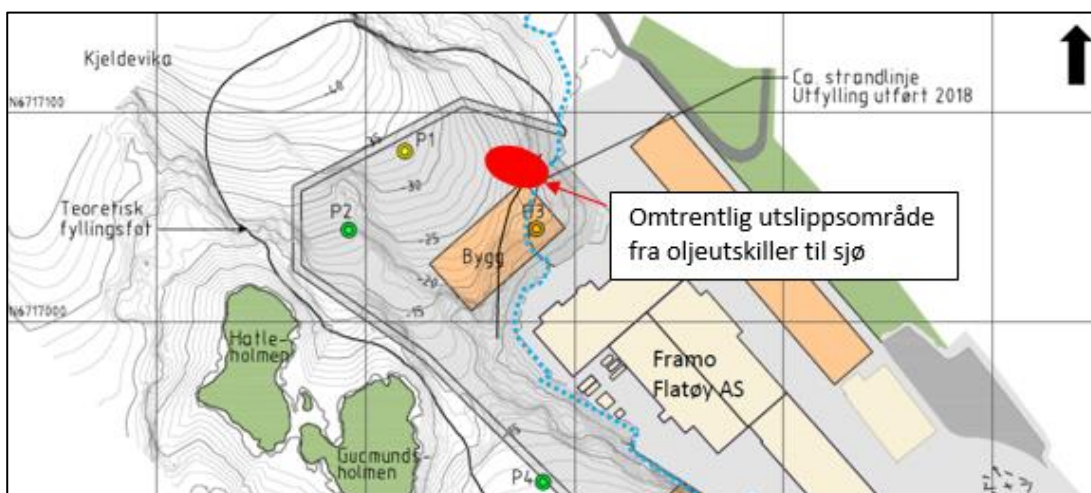 Kjeldevika
Ca. strandlinje
Utfylling utført 2018
N6717100
-40
P1
-30
Teoretisk
fyllingsfot
P2
-25
Bygg
-20
-15
Omtrentlig utslippsområde
fra oljeutskiller til sjø
N6717000
Hatle-
holmen
Framo
Flatøy AS
Gudmunds-
holmen
P4